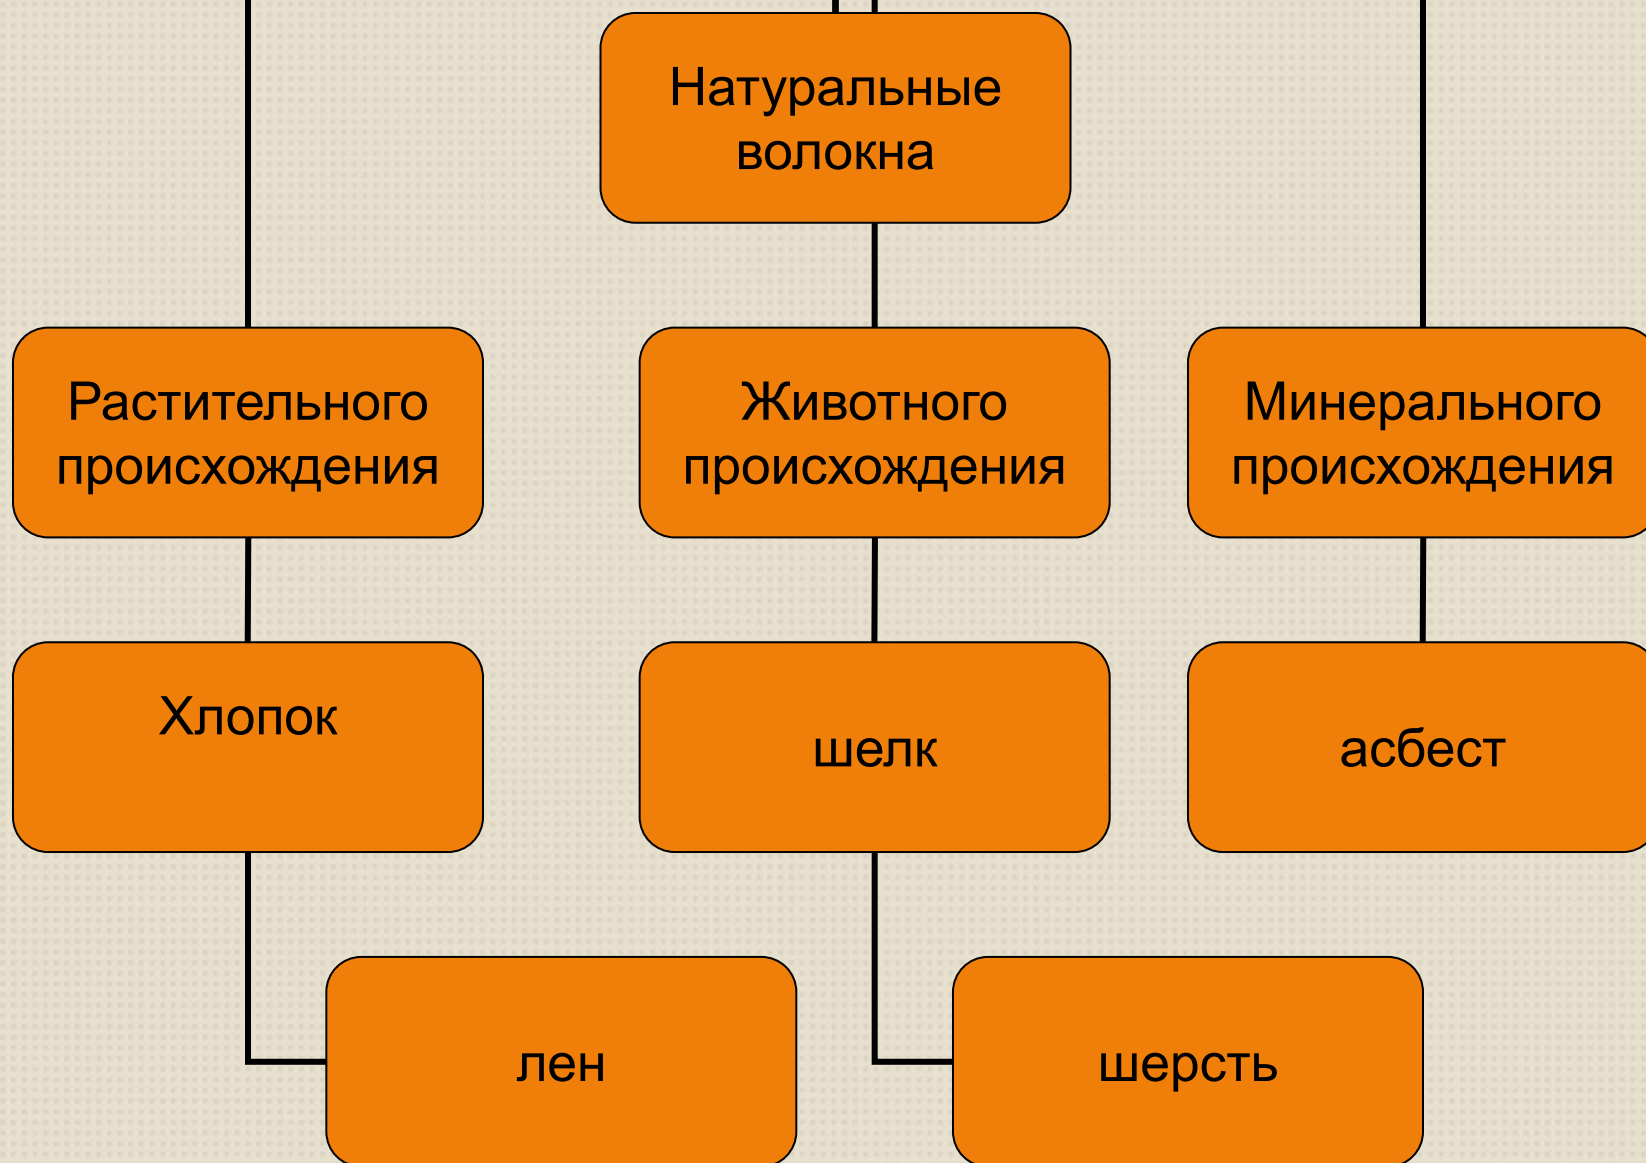 Натуральные
волокна
Растительного
происхождения
Животного
происхождения
Минерального
происхождения
Хлопок
шелк
асбест
лен
шерсть